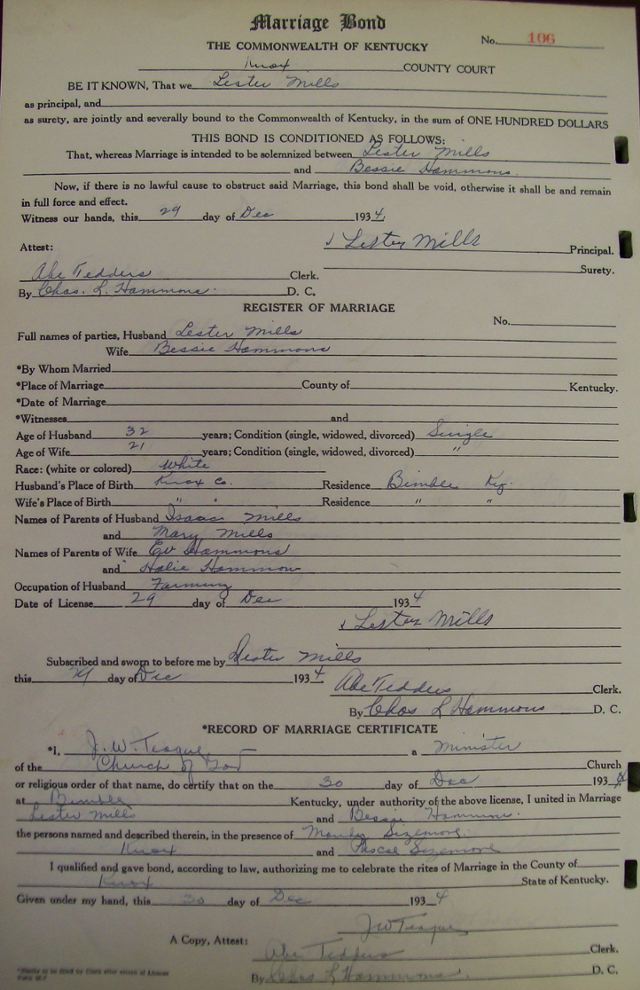 Marriage Bond
No. 106
THE COMMONWEALTH OF KENTUCKY
Knox COUNTY COURT
BE IT KNOWN, That we Lester Mills
as principal, and
as surety, are jointly and severally bound to the Commonwealth of Kentucky, in the sum of ONE HUNDRED DOLLARS
THIS BOND IS CONDITIONED AS FOLLOWS:
That, whereas Marriage is intended to be solemnized between Lester Mills
and Bessie Hammons.
Now, if there is no lawful cause to obstruct said Marriage, this bond shall be void, otherwise it shall be and remain
in full force and effect.
Witness our hands, this 29 day of Dec 1934.
Lester Mills Principal.
Attest:
Surety.
Abe Tedders Clerk.
By Chas. L. Hammons. D. C.
REGISTER OF MARRIAGE
No.
Full names of parties, Husband Lester Mills
Wife Bessie Hammons
*By Whom Married
*Place of Marriage County of Kentucky.
*Date of Marriage
*Witnesses and
Age of Husband 32 years; Condition (single, widowed, divorced) Single
Age of Wife 21 years; Condition (single, widowed, divorced) "
Race: (white or colored) White
Husband's Place of Birth Knox Co. Residence Bimble Ky.
Wife's Place of Birth " " Residence " "
Names of Parents of Husband Isaac Mills
and Mary Mills
Names of Parents of Wife Ev Hammons
and Halie Hammon
Occupation of Husband Farming
Date of License 29 day of Dec 1934
Lester Mills
Subscribed and sworn to before me by Lester Mills
this 29 day of Dec 1934
Abe Tedders Clerk.
By Chas L Hammons D. C.
*RECORD OF MARRIAGE CERTIFICATE
*I, J. W. Teague, a Minister
of the Church of God Church
or religious order of that name, do certify that on the 30 day of Dec 1934
at Bimble Kentucky, under authority of the above license, I united in Marriage
Lester Mills and Bessie Hammons.
the persons named and described therein, in the presence of Mandy Sizemore.
Knox and Pascal Sizemore
I qualified and gave bond, according to law, authorizing me to celebrate the rites of Marriage in the County of
Knox State of Kentucky.
Given under my hand, this 30 day of Dec 1934
J W Teague
A Copy, Attest: Abe Tedders Clerk.
By Chas L Hammons. D. C.